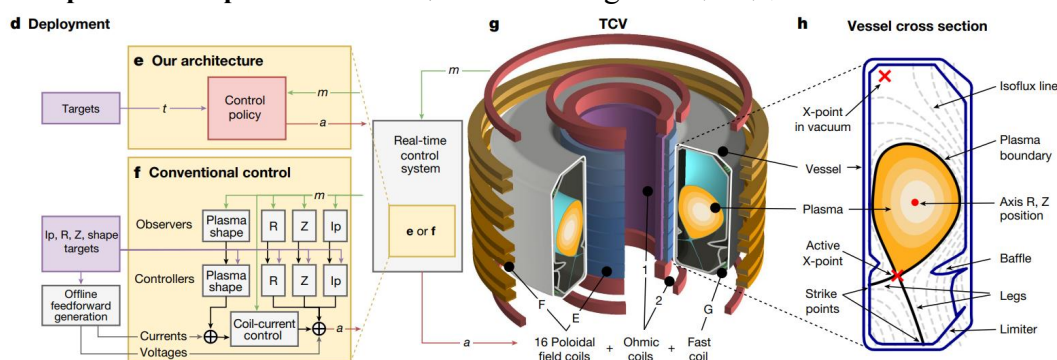 d Deployment
e Our architecture
Targets
t
Control
policy
m
a
f Conventional control
m
Observers
Plasma
shape
R
Z
Ip
Ip, R, Z, shape
targets
Controllers
Plasma
shape
R
Z
Ip
Offline
feedforward
generation
Currents
Coil-current
control
a
Voltages
m
Real-time
control
system
e or f
a
g
TCV
1
2
F
E
G
16 Poloidal
field coils
+
Ohmic
coils
+
Fast
coil
h
Vessel cross section
X-point
in vacuum
Isoflux line
Vessel
Plasma
boundary
Plasma
Axis R, Z
position
Active
X-point
Baffle
Strike
points
Legs
Limiter